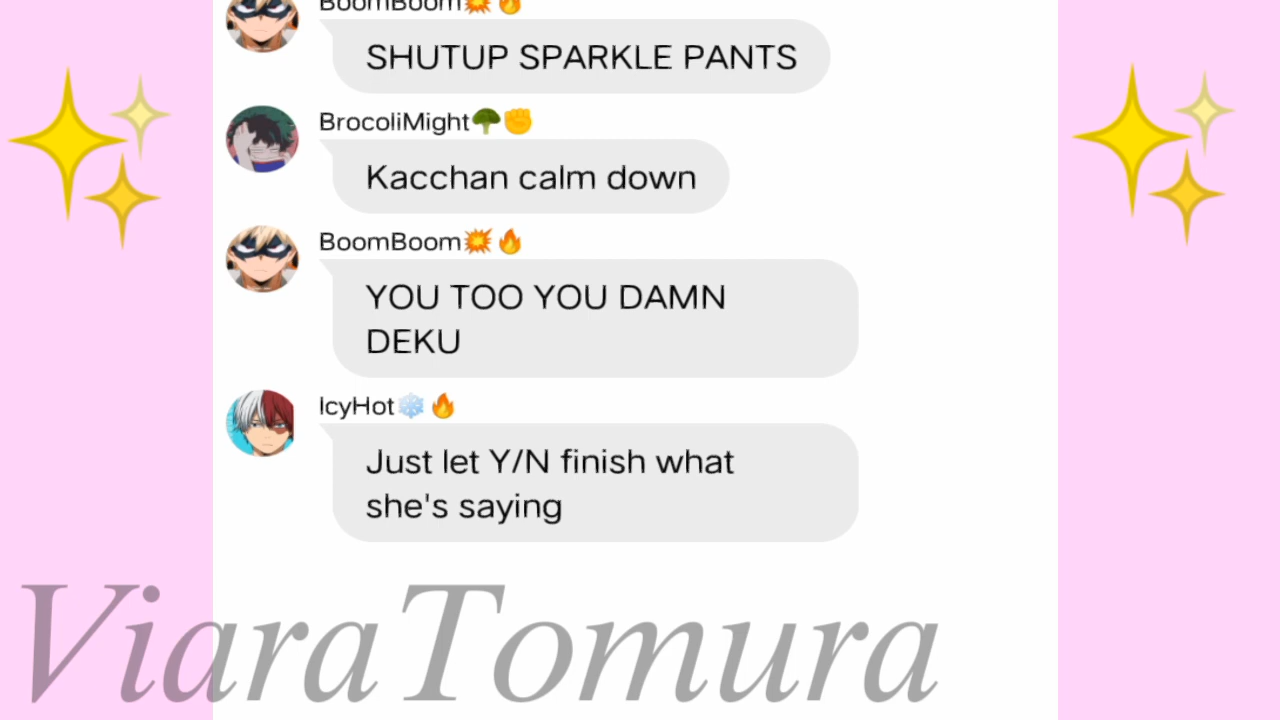 BoomBoom💥🔥
SHUTUP SPARKLE PANTS
BrocoliMight🥦✊
Kacchan calm down
BoomBoom💥🔥
YOU TOO YOU DAMN
DEKU
IcyHot❄️🔥
Just let Y/N finish what
she's saying
ViaraTomura